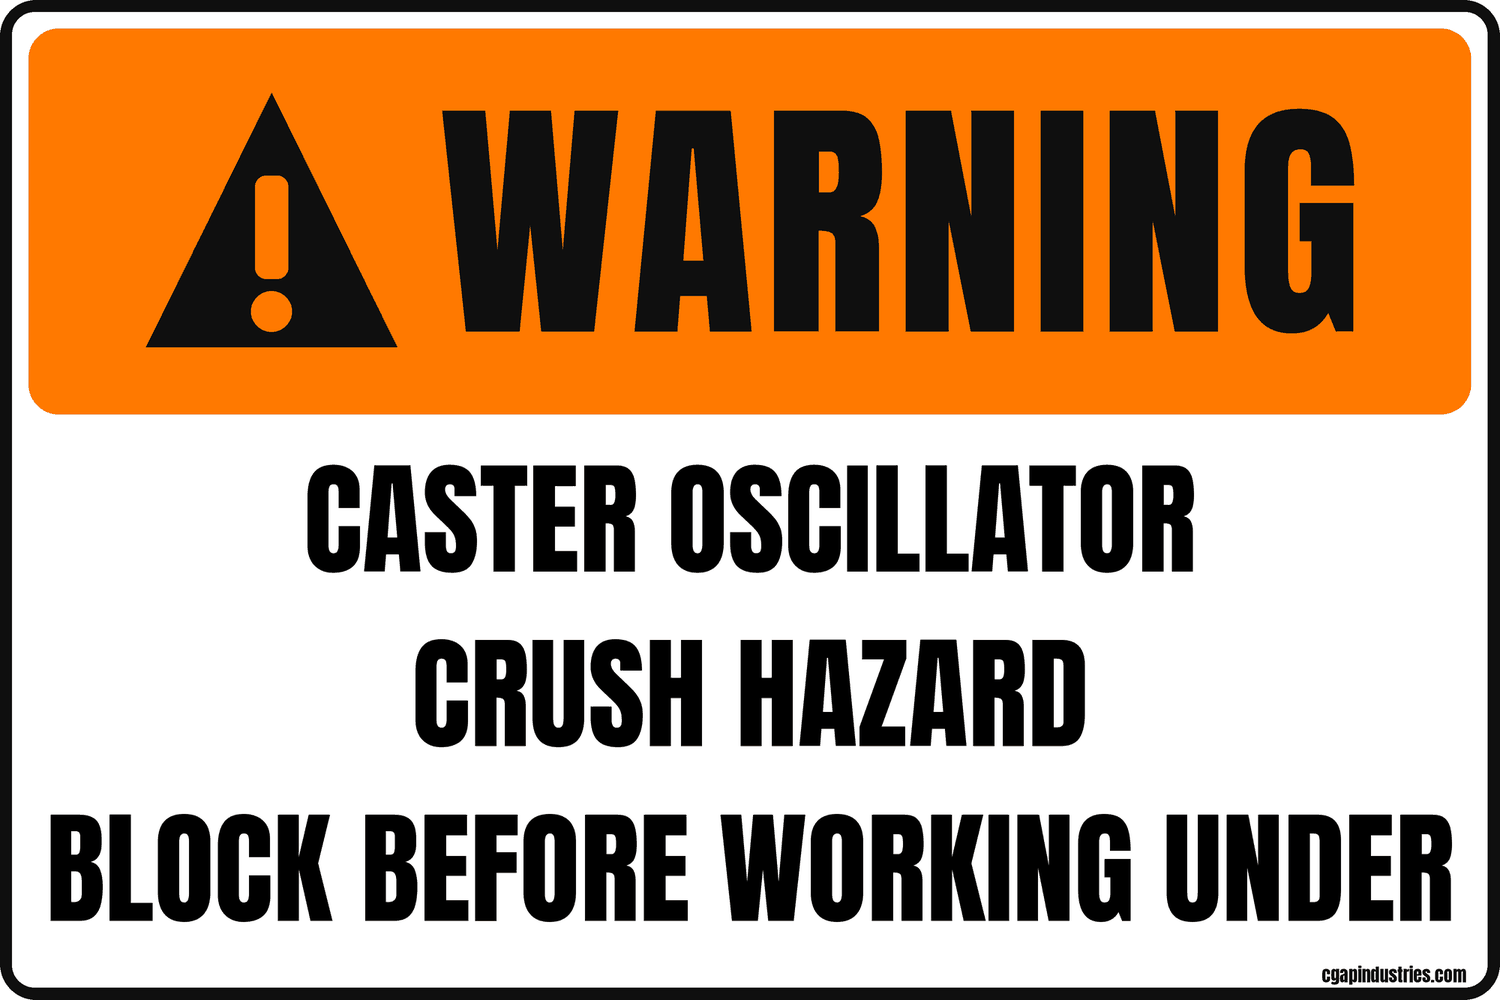 WARNING
CASTER OSCILLATOR
CRUSH HAZARD
BLOCK BEFORE WORKING UNDER
cgapindustries.com